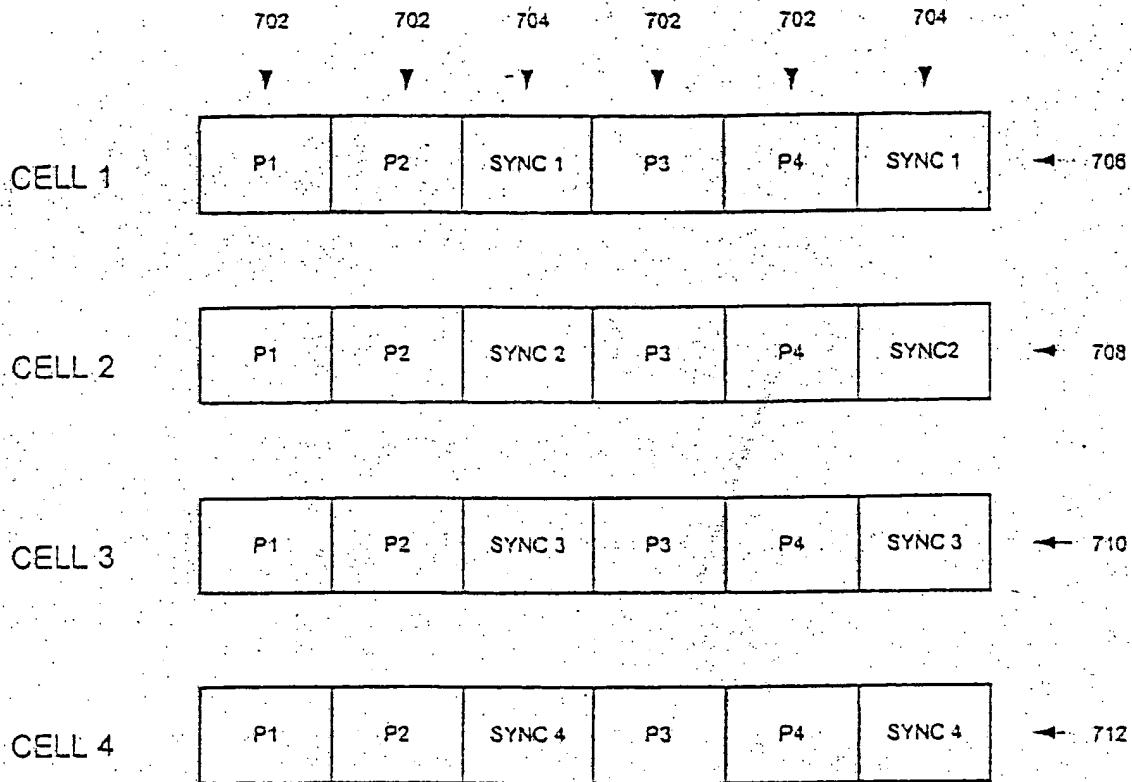 702 702 704 702 702 704
CELL 1 P1 P2 SYNC 1 P3 P4 SYNC 1 706
CELL 2 P1 P2 SYNC 2 P3 P4 SYNC2 708
CELL 3 P1 P2 SYNC 3 P3 P4 SYNC 3 710
CELL 4 P1 P2 SYNC 4 P3 P4 SYNC 4 712